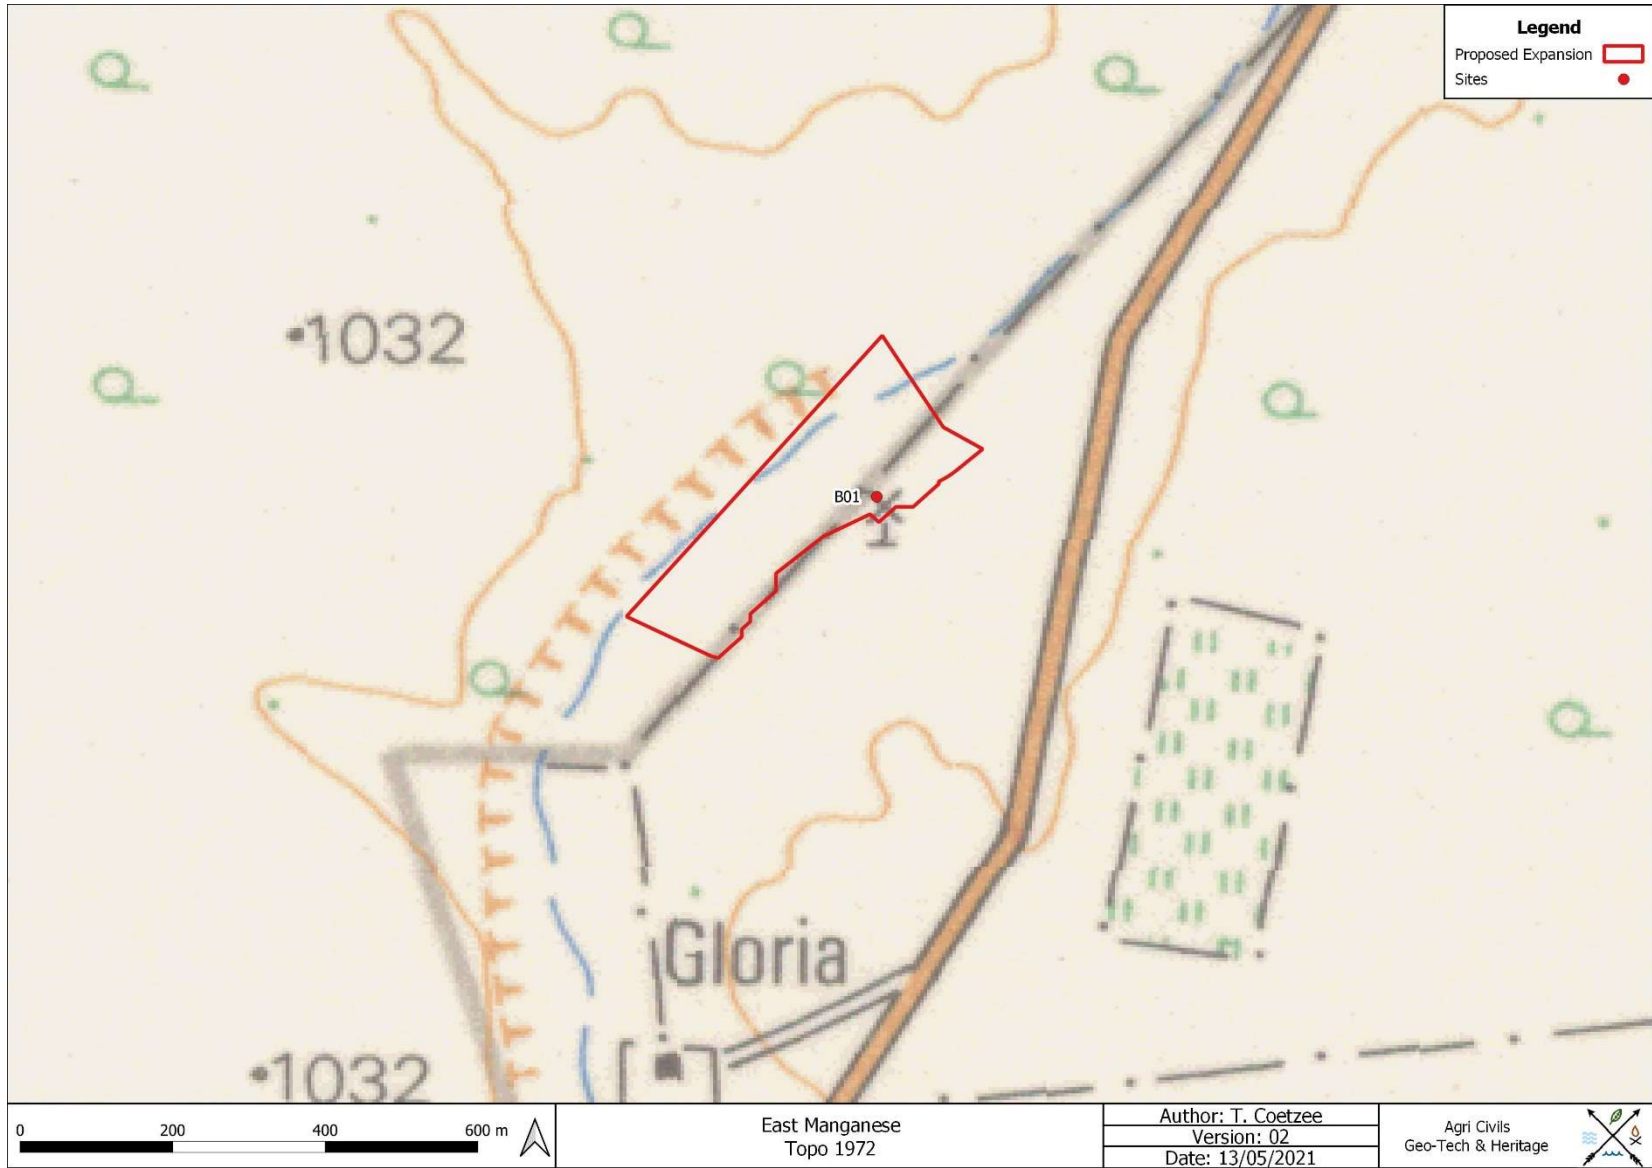 Legend
Proposed Expansion
Sites
1032
B01
Gloria
1032
0 200 400 600 m
East Manganese
Topo 1972
Author: T. Coetzee
Version: 02
Date: 13/05/2021
Agri Civils
Geo-Tech & Heritage